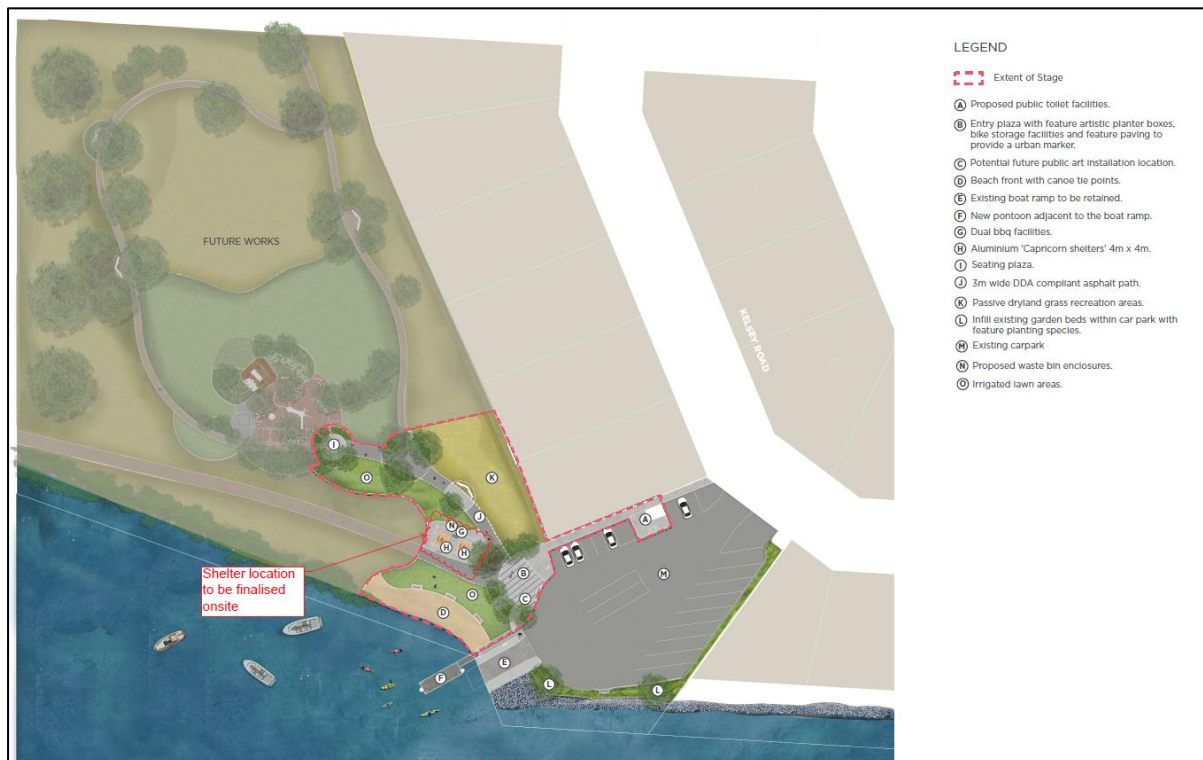 FUTURE WORKS
KELSEY ROAD
I
O
K
J
N
G
H
H
A
B
C
M
O
D
E
F
L
L
Shelter location
to be finalised
onsite
LEGEND
Extent of Stage
A Proposed public toilet facilities.
B Entry plaza with feature artistic planter boxes,
bike storage facilities and feature paving to
provide a urban marker.
C Potential future public art installation location.
D Beach front with canoe tie points.
E Existing boat ramp to be retained.
F New pontoon adjacent to the boat ramp.
G Dual bbq facilities.
H Aluminium 'Capricorn shelters' 4m x 4m.
I Seating plaza.
J 3m wide DDA compliant asphalt path.
K Passive dryland grass recreation areas.
L Infill existing garden beds within car park with
feature planting species.
M Existing carpark
N Proposed waste bin enclosures.
O Irrigated lawn areas.